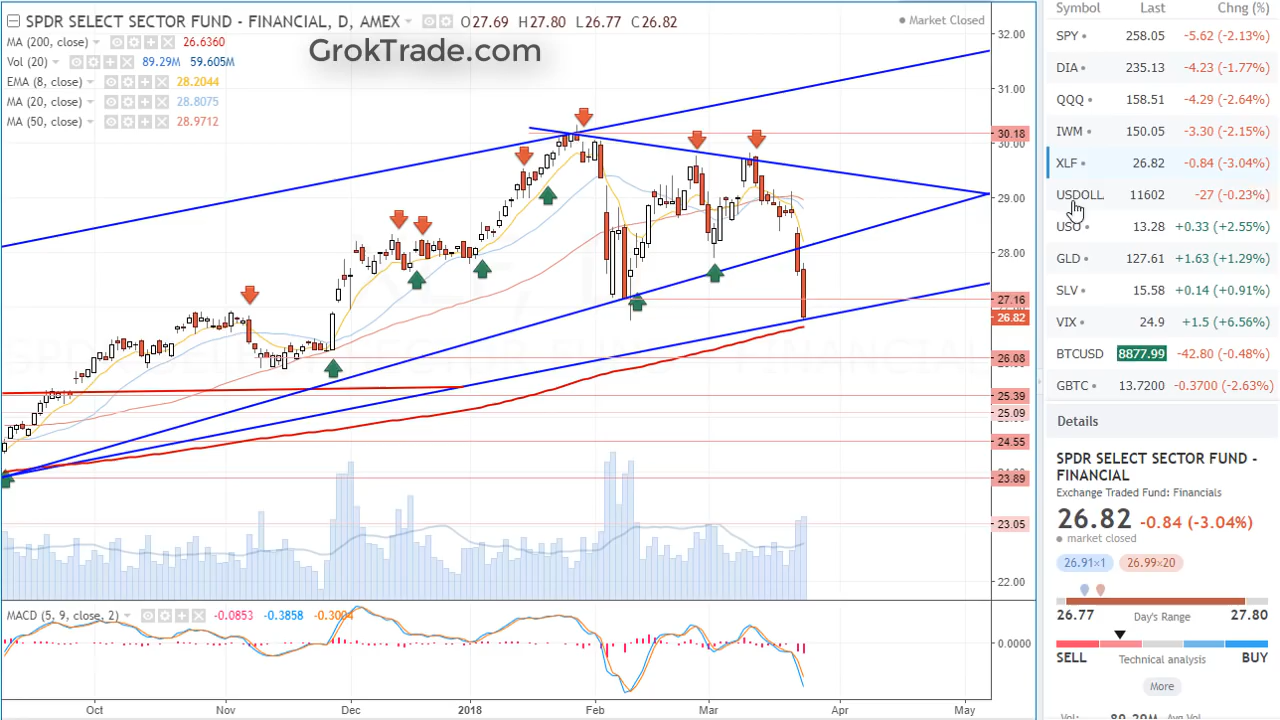 SPDR SELECT SECTOR FUND - FINANCIAL, D, AMEX O27.69 H27.80 L26.77 C26.82
Market Closed
GrokTrade.com
MA (200, close) 26.6360
Vol (20) 89.29M 59.605M
EMA (8, close) 28.2044
MA (20, close) 28.8075
MA (50, close) 28.9712
32.00
31.00
30.18
30.00
29.00
28.00
27.16
26.82
26.08
25.39
25.09
24.55
23.89
23.05
22.00
MACD (5, 9, close, 2) -0.0853 -0.3858 -0.3004
0.0000
Oct Nov Dec 2018 Feb Mar Apr May
Symbol Last Chng (%)
SPY 258.05 -5.62 (-2.13%)
DIA 235.13 -4.23 (-1.77%)
QQQ 158.51 -4.29 (-2.64%)
IWM 150.05 -3.30 (-2.15%)
XLF 26.82 -0.84 (-3.04%)
USDOLL 11602 -27 (-0.23%)
USO 13.28 +0.33 (+2.55%)
GLD 127.61 +1.63 (+1.29%)
SLV 15.58 +0.14 (+0.91%)
VIX 24.9 +1.5 (+6.56%)
BTCUSD 8877.99 -42.80 (-0.48%)
GBTC 13.7200 -0.3700 (-2.63%)
Details
SPDR SELECT SECTOR FUND -
FINANCIAL
Exchange Traded Fund: Financials
26.82 -0.84 (-3.04%)
market closed
26.91×1 26.99×20
26.77 Day's Range 27.80
SELL Technical analysis BUY
More